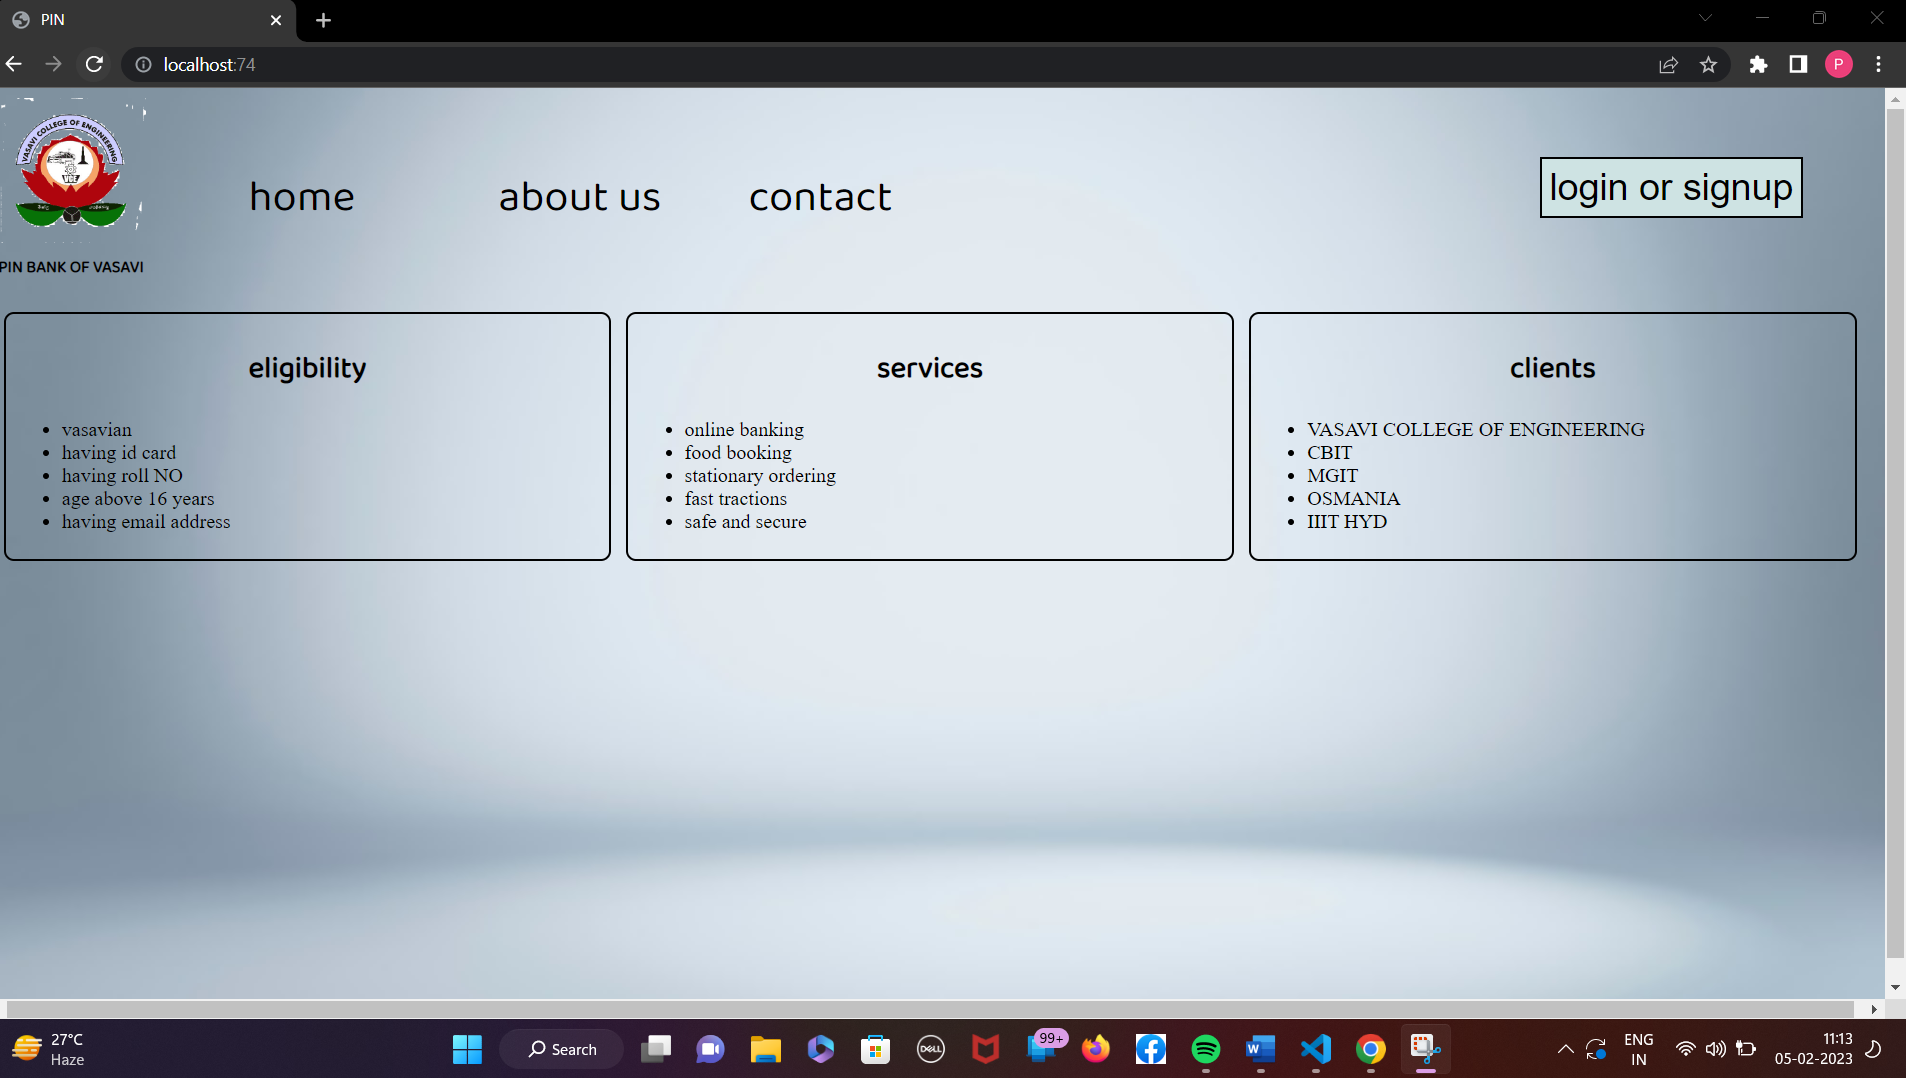 PIN
localhost:74
P
VASAVI COLLEGE OF ENGINEERING
VCE
home
about us
contact
login or signup
PIN BANK OF VASAVI
eligibility
vasavian
having id card
having roll NO
age above 16 years
having email address
services
online banking
food booking
stationary ordering
fast tractions
safe and secure
clients
VASAVI COLLEGE OF ENGINEERING
CBIT
MGIT
OSMANIA
IIIT HYD
27°C
Haze
Search
DELL
99+
W
ENG
IN
11:13
05-02-2023